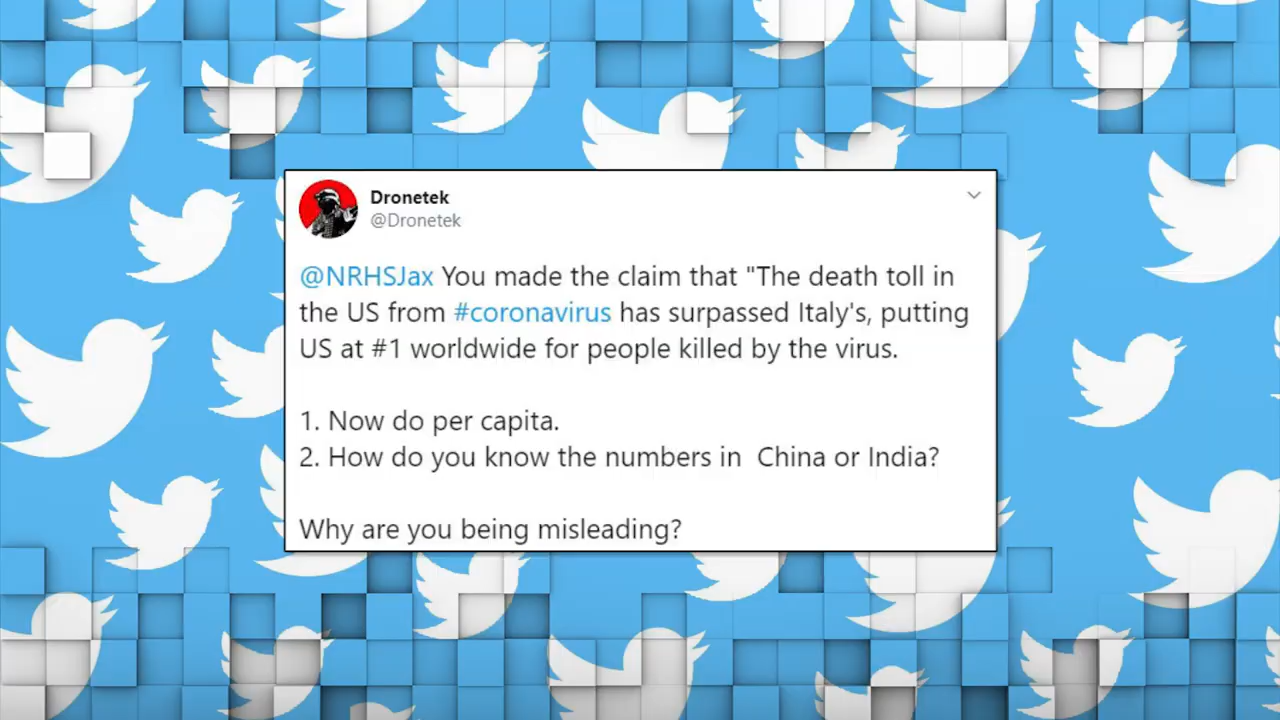 Dronetek
@Dronetek
@NRHSJax You made the claim that "The death toll in
the US from #coronavirus has surpassed Italy's, putting
US at #1 worldwide for people killed by the virus.
1. Now do per capita.
2. How do you know the numbers in  China or India?
Why are you being misleading?